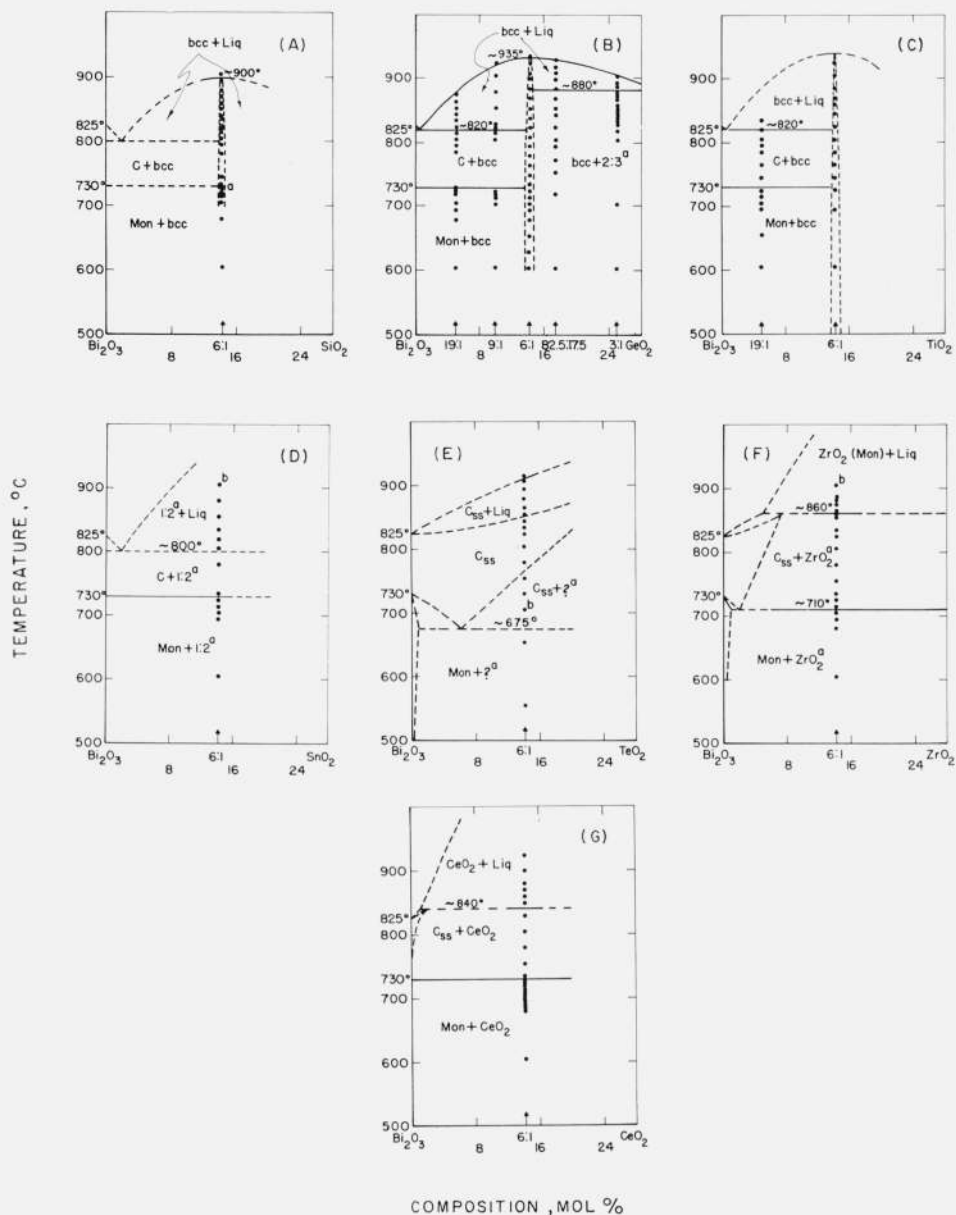 TEMPERATURE, °C
bcc+Liq
(A)
~900°
900
825°
800
C+bcc
730°
a
700
Mon+bcc
600
500
Bi2O3
8
6:1
16
24
SiO2
bcc+Liq
(B)
~935°
~880°
900
825°
~820°
800
C+bcc
bcc+2:3a
730°
700
Mon+bcc
600
500
Bi2O3
19:1
8
9:1
6:1
16
82.5:17.5
3:1
24
GeO2
(C)
900
bcc+Liq
825°
~820°
800
C+bcc
730°
700
Mon+bcc
600
500
Bi2O3
19:1
8
6:1
16
24
TiO2
(D)
b
900
1:2a+Liq
825°
800
~800°
C+1:2a
730°
700
Mon+1:2a
600
500
Bi2O3
8
6:1
16
24
SnO2
(E)
900
Css+Liq
825°
800
Css
Css+?a
730°
b
700
~675°
Mon+?a
600
500
Bi2O3
8
6:1
16
24
TeO2
(F)
ZrO2(Mon)+Liq
b
900
~860°
825°
800
Css+ZrO2a
730°
~710°
700
Mon+ZrO2a
600
500
Bi2O3
8
6:1
16
24
ZrO2
(G)
CeO2+Liq
900
~840°
825°
800
Css+CeO2
730°
700
Mon+CeO2
600
500
Bi2O3
8
6:1
16
24
CeO2
COMPOSITION, MOL %